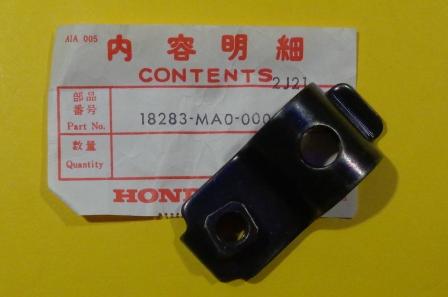 AIA 005
内容明細
CONTENTS
2J21
部品
番号
Part No.
18283-MA0-000
数量
Quantity
HON